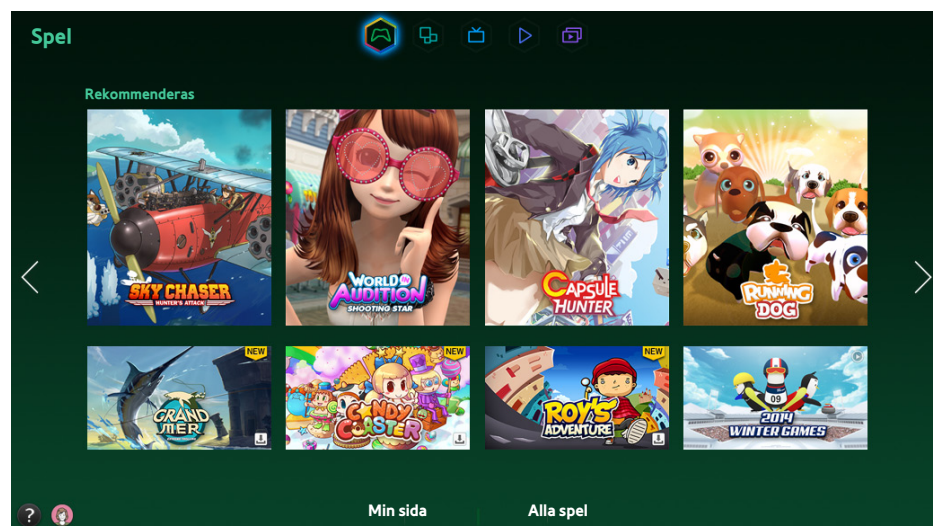 Spel
Rekommenderas
SKY CHASER
HUNTER'S ATTACK
WORLD IN
AUDITION
SHOOTING STAR
CAPSULE
HUNTER
RUNNING
DOG
NEW
GRAND
MER
NEW
CANDY
COASTER
NEW
ROY'S
ADVENTURE
09
2014
WINTER GAMES
?
Min sida
Alla spel